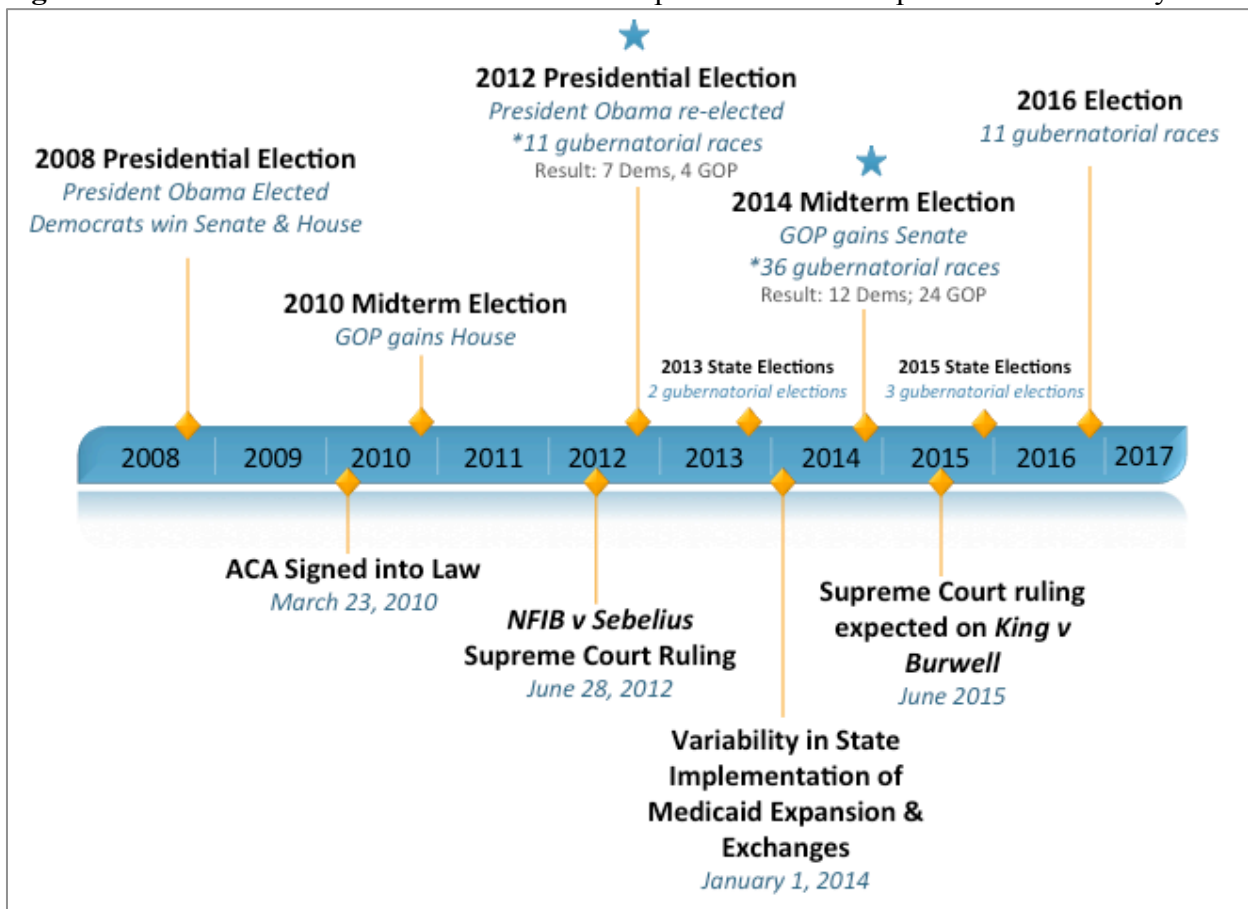 2012 Presidential Election
President Obama re-elected
*11 gubernatorial races
Result: 7 Dems, 4 GOP
2016 Election
11 gubernatorial races
2008 Presidential Election
President Obama Elected
Democrats win Senate & House
2014 Midterm Election
GOP gains Senate
*36 gubernatorial races
Result: 12 Dems; 24 GOP
2010 Midterm Election
GOP gains House
2013 State Elections
2 gubernatorial elections
2015 State Elections
3 gubernatorial elections
2008 2009 2010 2011 2012 2013 2014 2015 2016 2017
ACA Signed into Law
March 23, 2010
NFIB v Sebelius
Supreme Court Ruling
June 28, 2012
Supreme Court ruling
expected on King v
Burwell
June 2015
Variability in State
Implementation of
Medicaid Expansion &
Exchanges
January 1, 2014